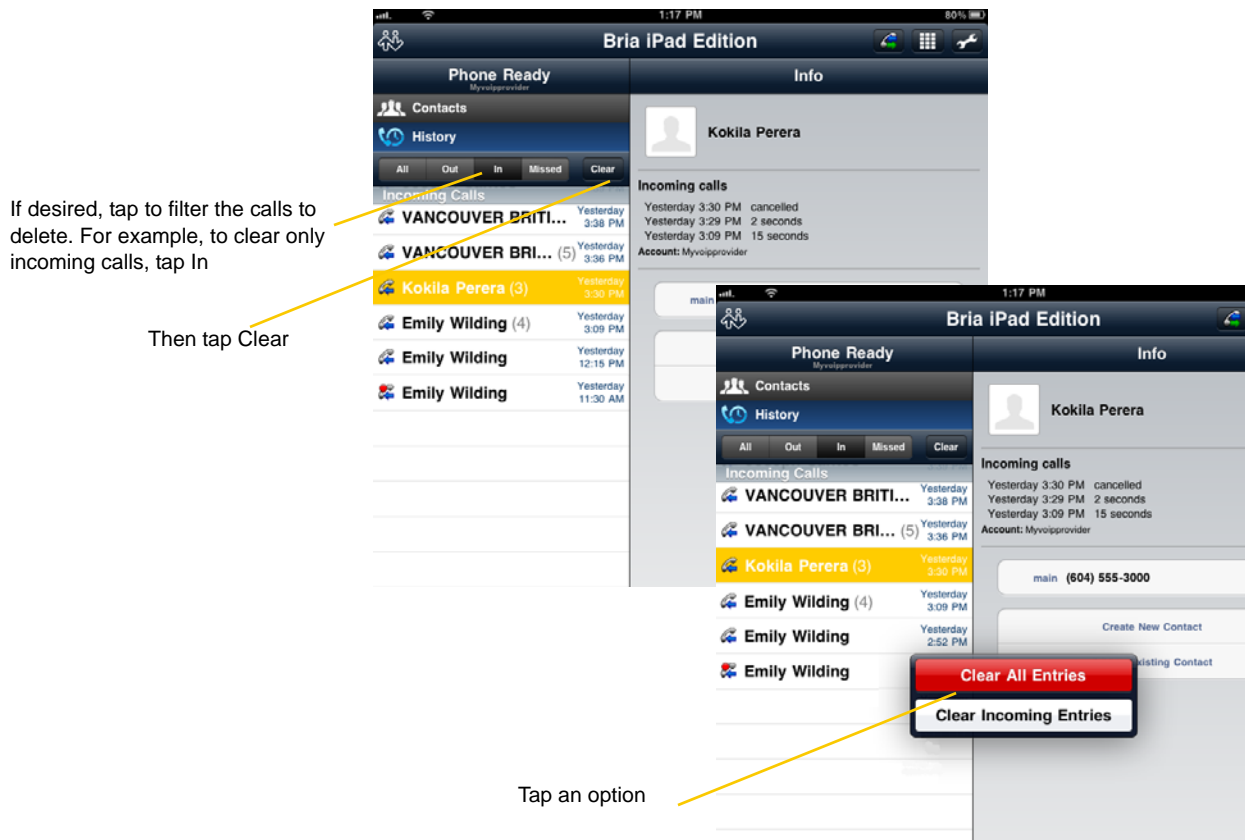 1:17 PM
80%
Bria iPad Edition
Phone Ready
Myvoipprovider
Info
Contacts
History
All Out In Missed Clear
Incoming Calls
VANCOUVER BRITI... Yesterday 3:38 PM
VANCOUVER BRI... (5) Yesterday 3:36 PM
Kokila Perera (3) Yesterday 3:30 PM
Emily Wilding (4) Yesterday 3:09 PM
Emily Wilding Yesterday 12:15 PM
Emily Wilding Yesterday 11:30 AM
Kokila Perera
Incoming calls
Yesterday 3:30 PM cancelled
Yesterday 3:29 PM 2 seconds
Yesterday 3:09 PM 15 seconds
Account: Myvoipprovider
main
If desired, tap to filter the calls to
delete. For example, to clear only
incoming calls, tap In
Then tap Clear
1:17 PM
Bria iPad Edition
Phone Ready
Myvoipprovider
Info
Contacts
History
All Out In Missed Clear
Incoming Calls
VANCOUVER BRITI... Yesterday 3:38 PM
VANCOUVER BRI... (5) Yesterday 3:36 PM
Kokila Perera (3) Yesterday 3:30 PM
Emily Wilding (4) Yesterday 3:09 PM
Emily Wilding Yesterday 2:52 PM
Emily Wilding
Kokila Perera
Incoming calls
Yesterday 3:30 PM cancelled
Yesterday 3:29 PM 2 seconds
Yesterday 3:09 PM 15 seconds
Account: Myvoipprovider
main (604) 555-3000
Create New Contact
xisting Contact
Clear All Entries
Clear Incoming Entries
Tap an option